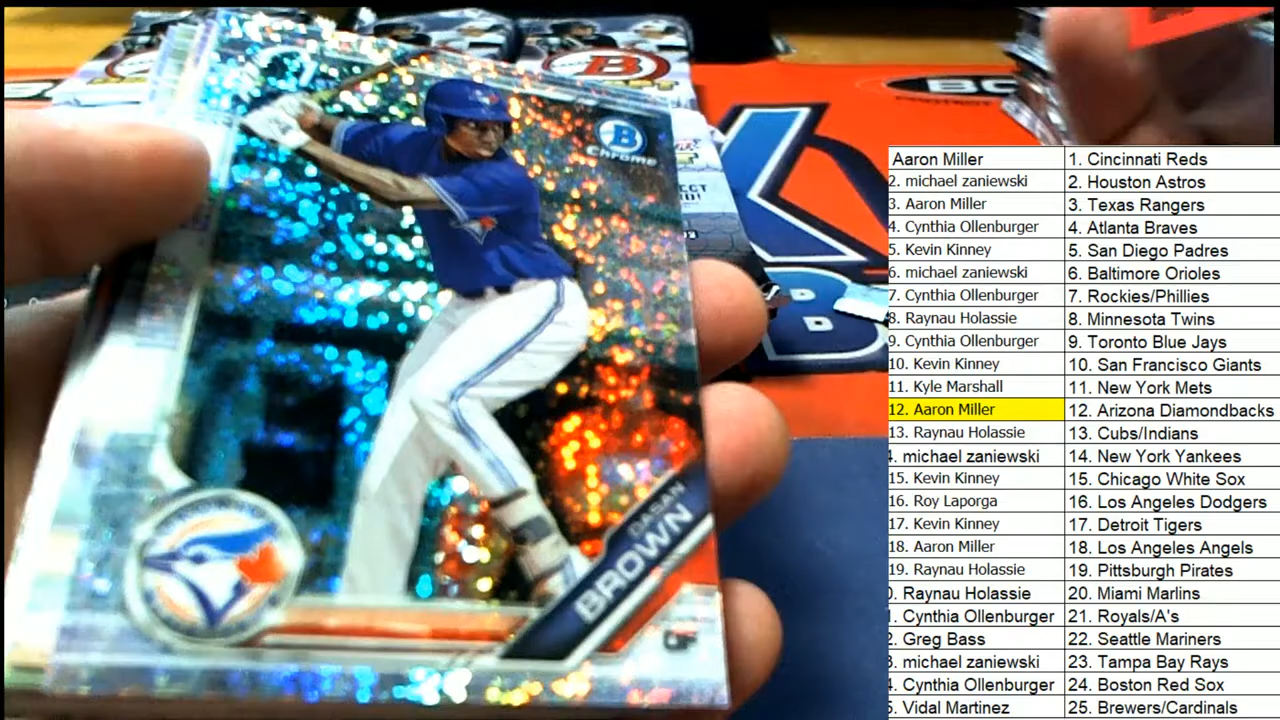 B
Chrome
DASAN
BROWN
CF
B
BO
Aaron Miller 1. Cincinnati Reds
2. michael zaniewski 2. Houston Astros
3. Aaron Miller 3. Texas Rangers
4. Cynthia Ollenburger 4. Atlanta Braves
5. Kevin Kinney 5. San Diego Padres
6. michael zaniewski 6. Baltimore Orioles
7. Cynthia Ollenburger 7. Rockies/Phillies
8. Raynau Holassie 8. Minnesota Twins
9. Cynthia Ollenburger 9. Toronto Blue Jays
10. Kevin Kinney 10. San Francisco Giants
11. Kyle Marshall 11. New York Mets
12. Aaron Miller 12. Arizona Diamondbacks
13. Raynau Holassie 13. Cubs/Indians
4. michael zaniewski 14. New York Yankees
15. Kevin Kinney 15. Chicago White Sox
16. Roy Laporga 16. Los Angeles Dodgers
17. Kevin Kinney 17. Detroit Tigers
18. Aaron Miller 18. Los Angeles Angels
19. Raynau Holassie 19. Pittsburgh Pirates
0. Raynau Holassie 20. Miami Marlins
1. Cynthia Ollenburger 21. Royals/A's
2. Greg Bass 22. Seattle Mariners
3. michael zaniewski 23. Tampa Bay Rays
4. Cynthia Ollenburger 24. Boston Red Sox
5. Vidal Martinez 25. Brewers/Cardinals